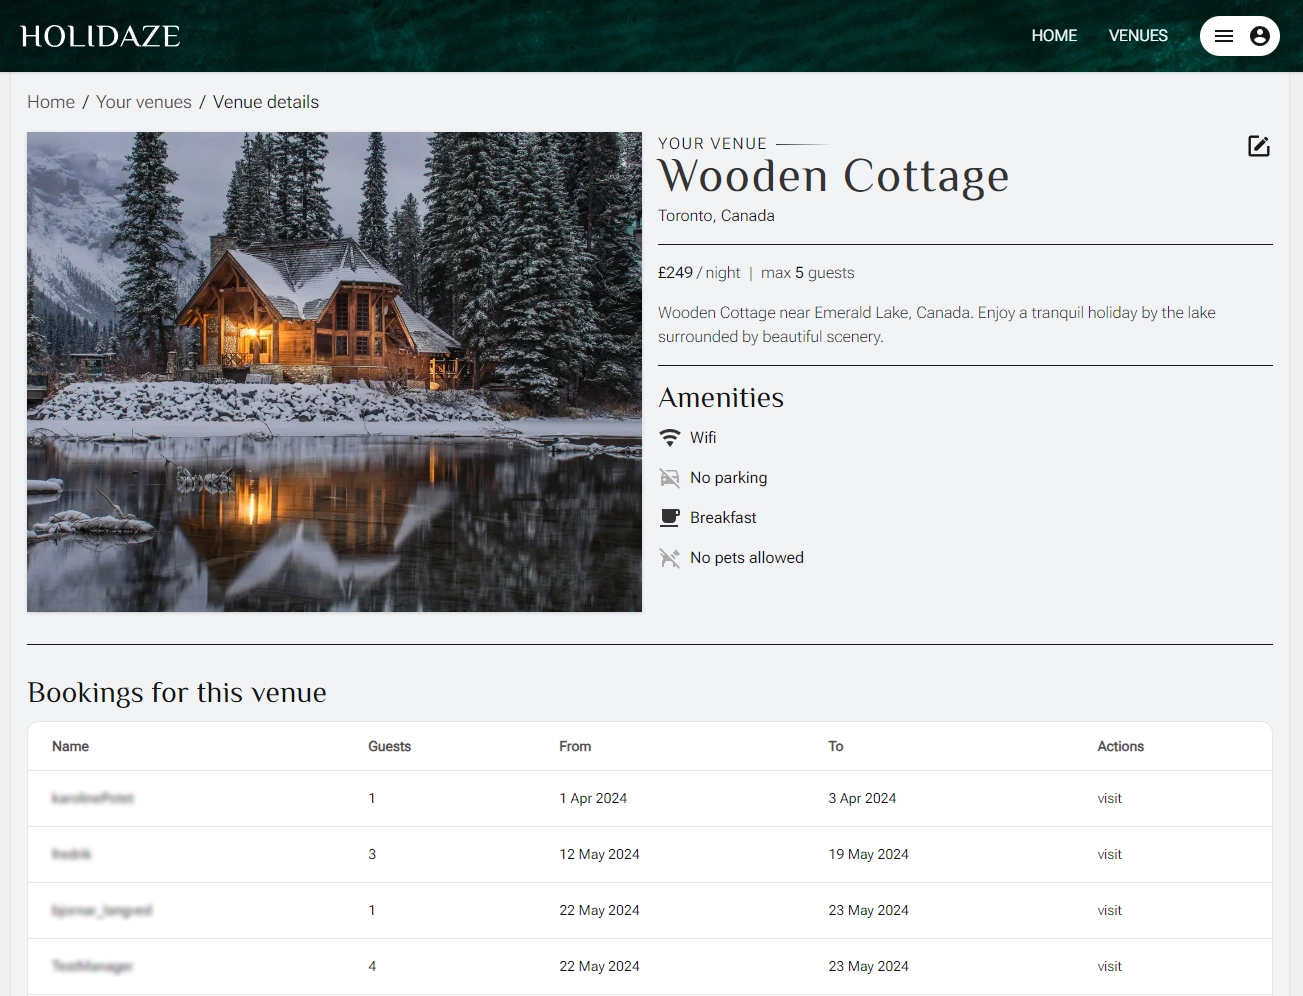 HOLIDAZE
HOME VENUES
Home / Your venues / Venue details
YOUR VENUE
Wooden Cottage
Toronto, Canada
£249 / night | max 5 guests
Wooden Cottage near Emerald Lake, Canada. Enjoy a tranquil holiday by the lake
surrounded by beautiful scenery.
Amenities
Wifi
No parking
Breakfast
No pets allowed
Bookings for this venue
Name Guests From To Actions
1 1 Apr 2024 3 Apr 2024 visit
3 12 May 2024 19 May 2024 visit
1 22 May 2024 23 May 2024 visit
4 22 May 2024 23 May 2024 visit